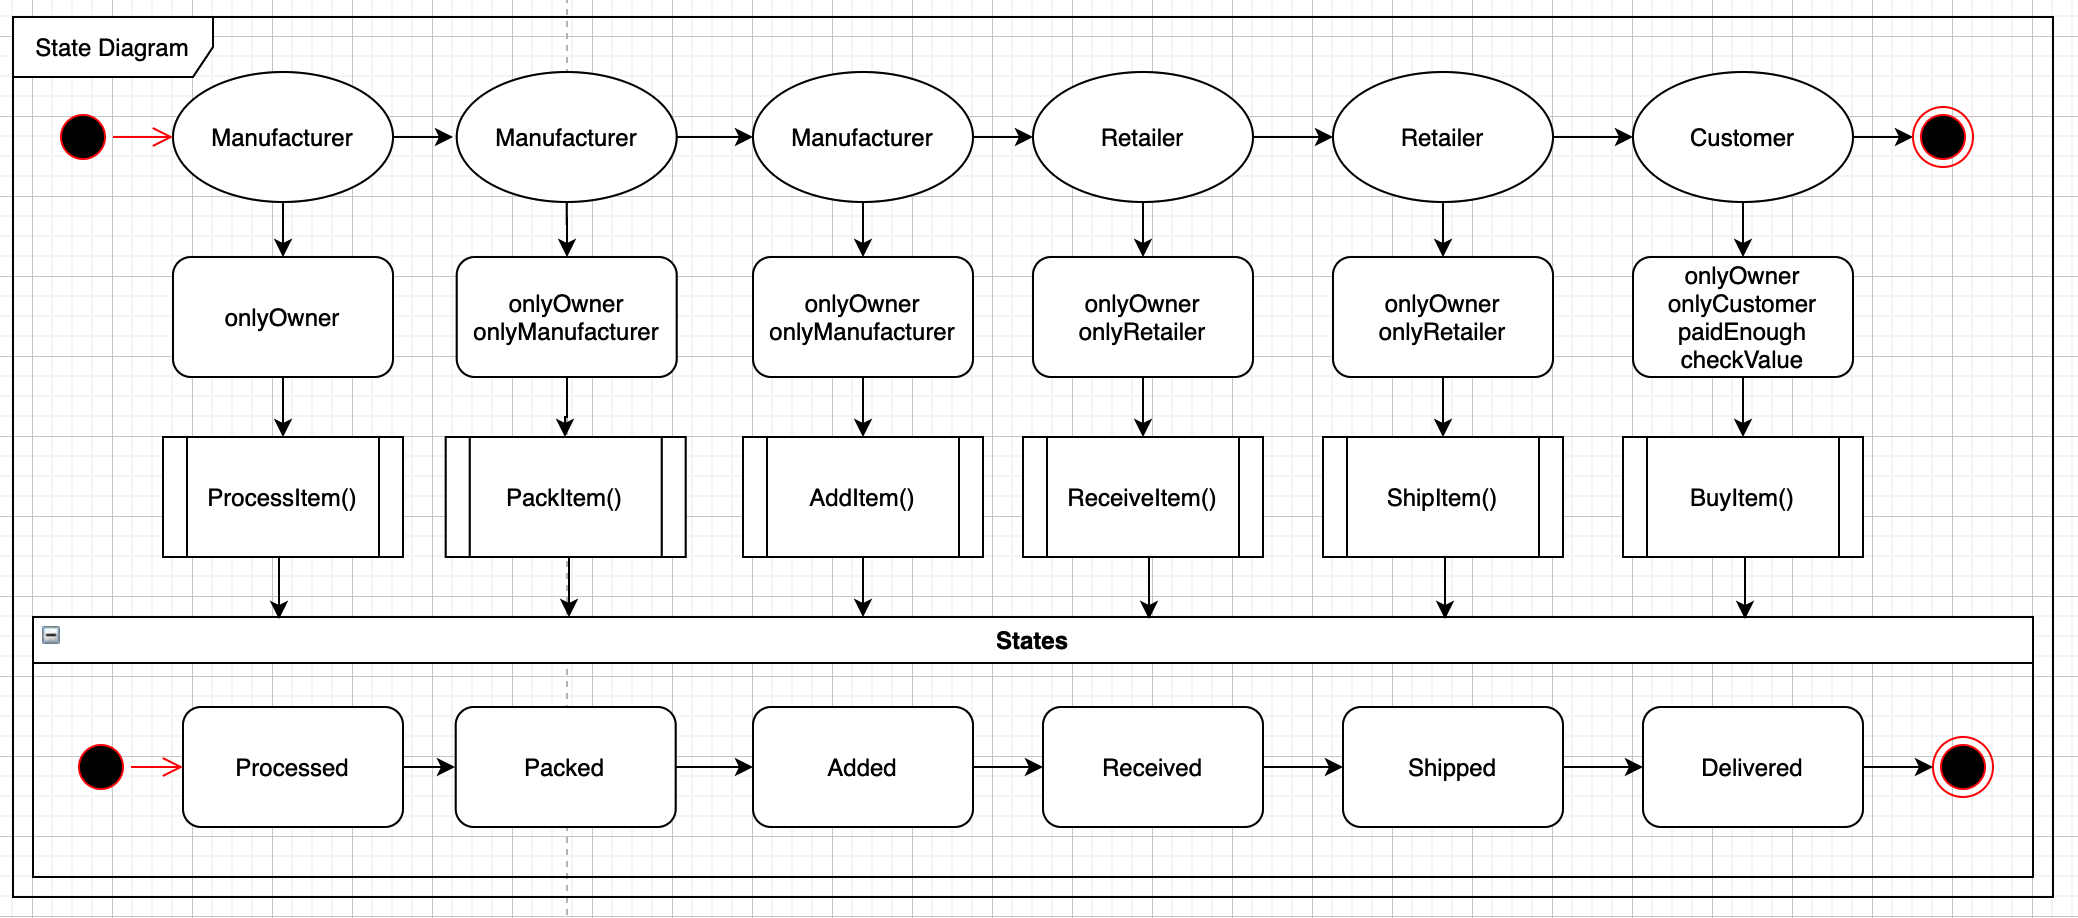 State Diagram
Manufacturer
Manufacturer
Manufacturer
Retailer
Retailer
Customer
onlyOwner
onlyOwner
onlyManufacturer
onlyOwner
onlyManufacturer
onlyOwner
onlyRetailer
onlyOwner
onlyRetailer
onlyOwner
onlyCustomer
paidEnough
checkValue
ProcessItem()
PackItem()
AddItem()
ReceiveItem()
ShipItem()
BuyItem()
States
Processed
Packed
Added
Received
Shipped
Delivered